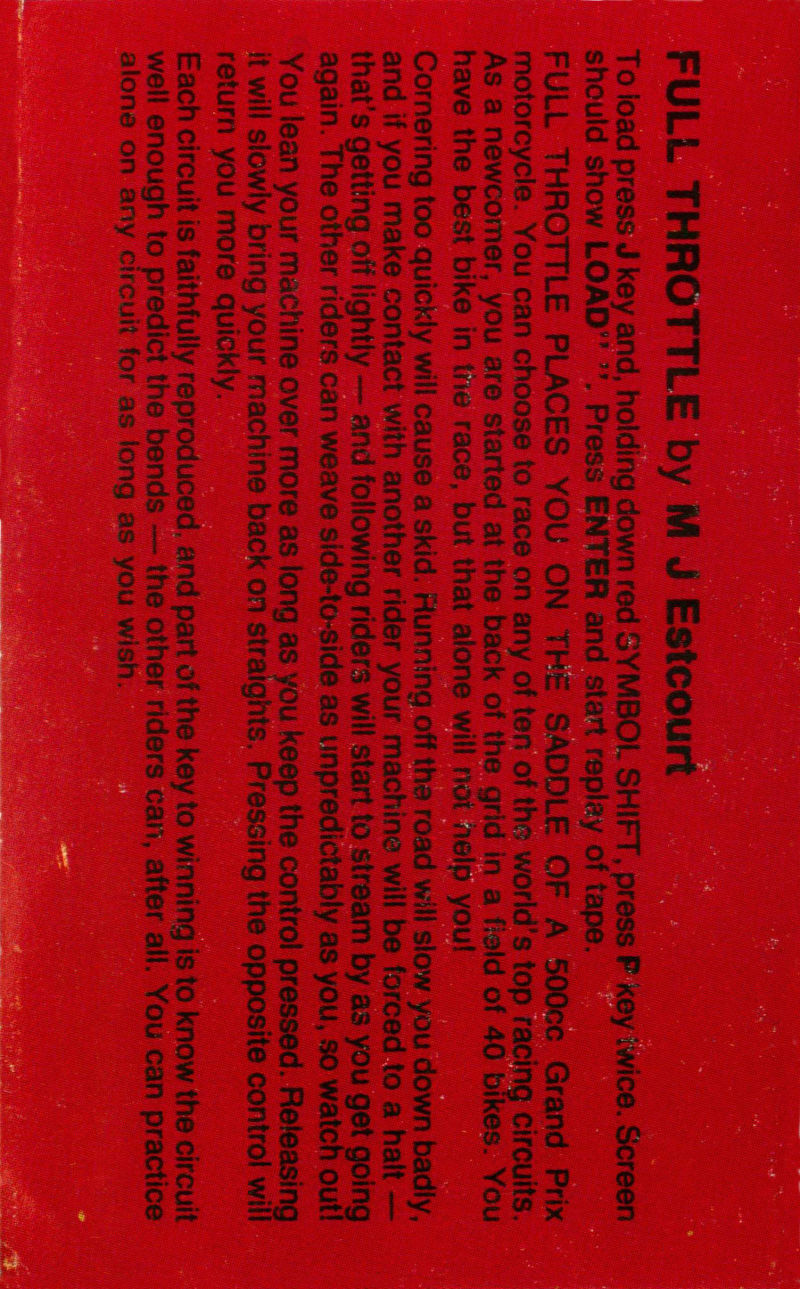 FULL THROTTLE by M J Estcourt
To load press J key and, holding down red SYMBOL SHIFT, press P key twice. Screen
should show LOAD" ". Press ENTER and start replay of tape.
FULL THROTTLE PLACES YOU ON THE SADDLE OF A 500cc Grand Prix
motorcycle. You can choose to race on any of ten of the world's top racing circuits.
As a newcomer, you are started at the back of the grid in a field of 40 bikes. You
have the best bike in the race, but that alone will not help you!
Cornering too quickly will cause a skid. Running off the road will slow you down badly,
and if you make contact with another rider your machine will be forced to a halt —
that's getting off lightly — and following riders will start to stream by as you get going
again. The other riders can weave side-to-side as unpredictably as you, so watch out!
You lean your machine over more as long as you keep the control pressed. Releasing
it will slowly bring your machine back on straights. Pressing the opposite control will
return you more quickly.
Each circuit is faithfully reproduced, and part of the key to winning is to know the circuit
well enough to predict the bends — the other riders can, after all. You can practice
alone on any circuit for as long as you wish.